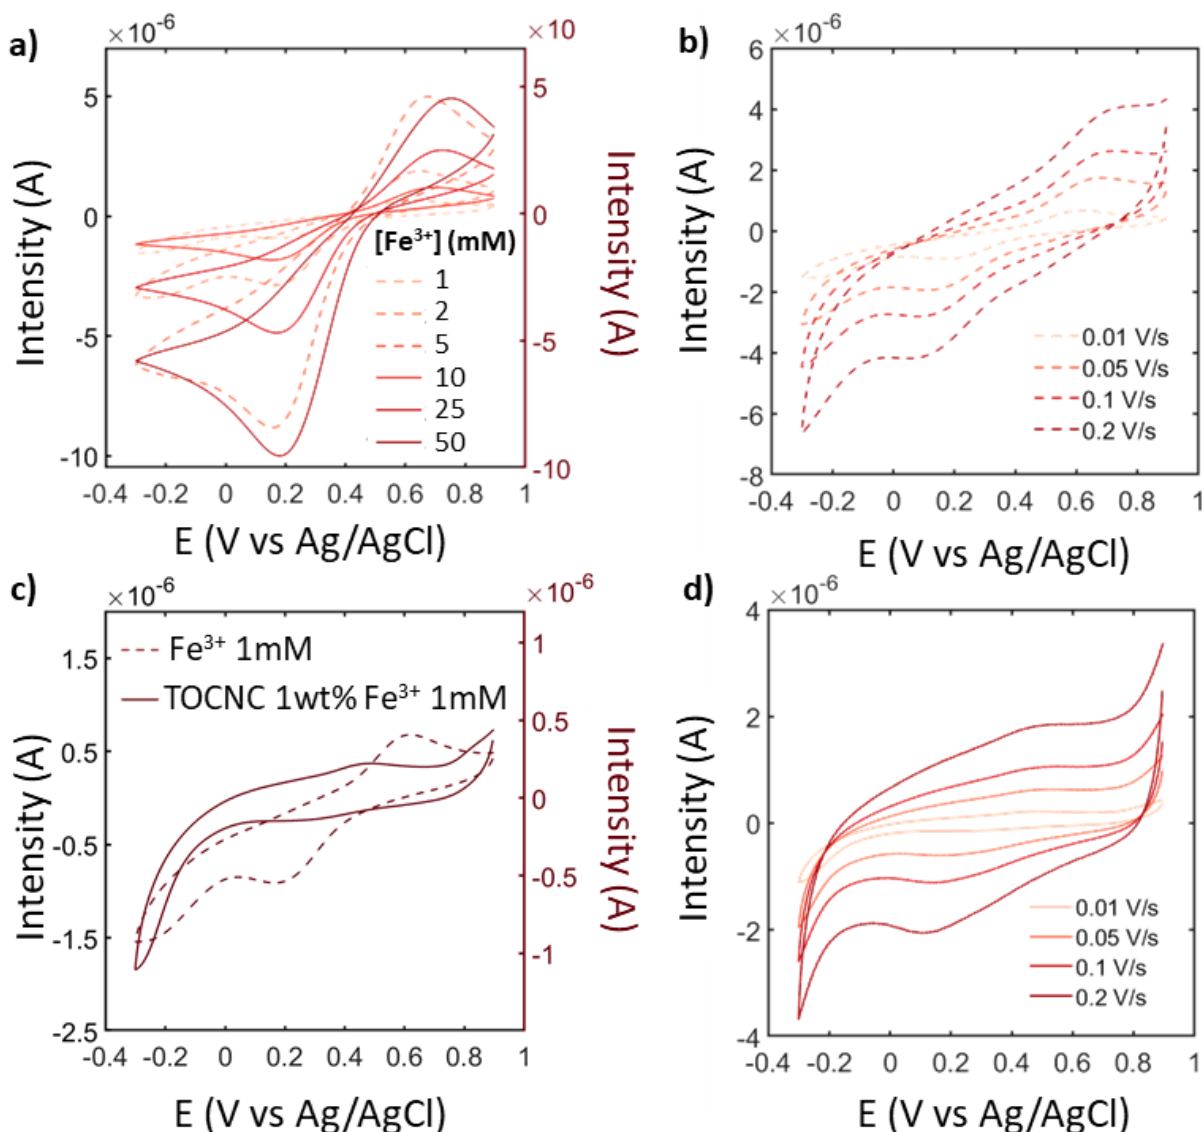 a)
×10⁻⁶
×10
5
0
-5
-10
Intensity (A)
5
0
-5
-10
Intensity (A)
[Fe³⁺] (mM)
1
2
5
10
25
50
-0.4 -0.2 0 0.2 0.4 0.6 0.8 1
E (V vs Ag/AgCl)
b)
×10⁻⁶
6
4
2
0
-2
-4
-6
-8
Intensity (A)
0.01 V/s
0.05 V/s
0.1 V/s
0.2 V/s
-0.4 -0.2 0 0.2 0.4 0.6 0.8 1
E (V vs Ag/AgCl)
c)
×10⁻⁶
×10⁻⁶
Fe³⁺ 1mM
TOCNC 1wt% Fe³⁺ 1mM
1.5
0.5
-0.5
-1.5
-2.5
Intensity (A)
1
0.5
0
-0.5
-1
Intensity (A)
-0.4 -0.2 0 0.2 0.4 0.6 0.8 1
E (V vs Ag/AgCl)
d)
×10⁻⁶
4
2
0
-2
-4
Intensity (A)
0.01 V/s
0.05 V/s
0.1 V/s
0.2 V/s
-0.4 -0.2 0 0.2 0.4 0.6 0.8 1
E (V vs Ag/AgCl)